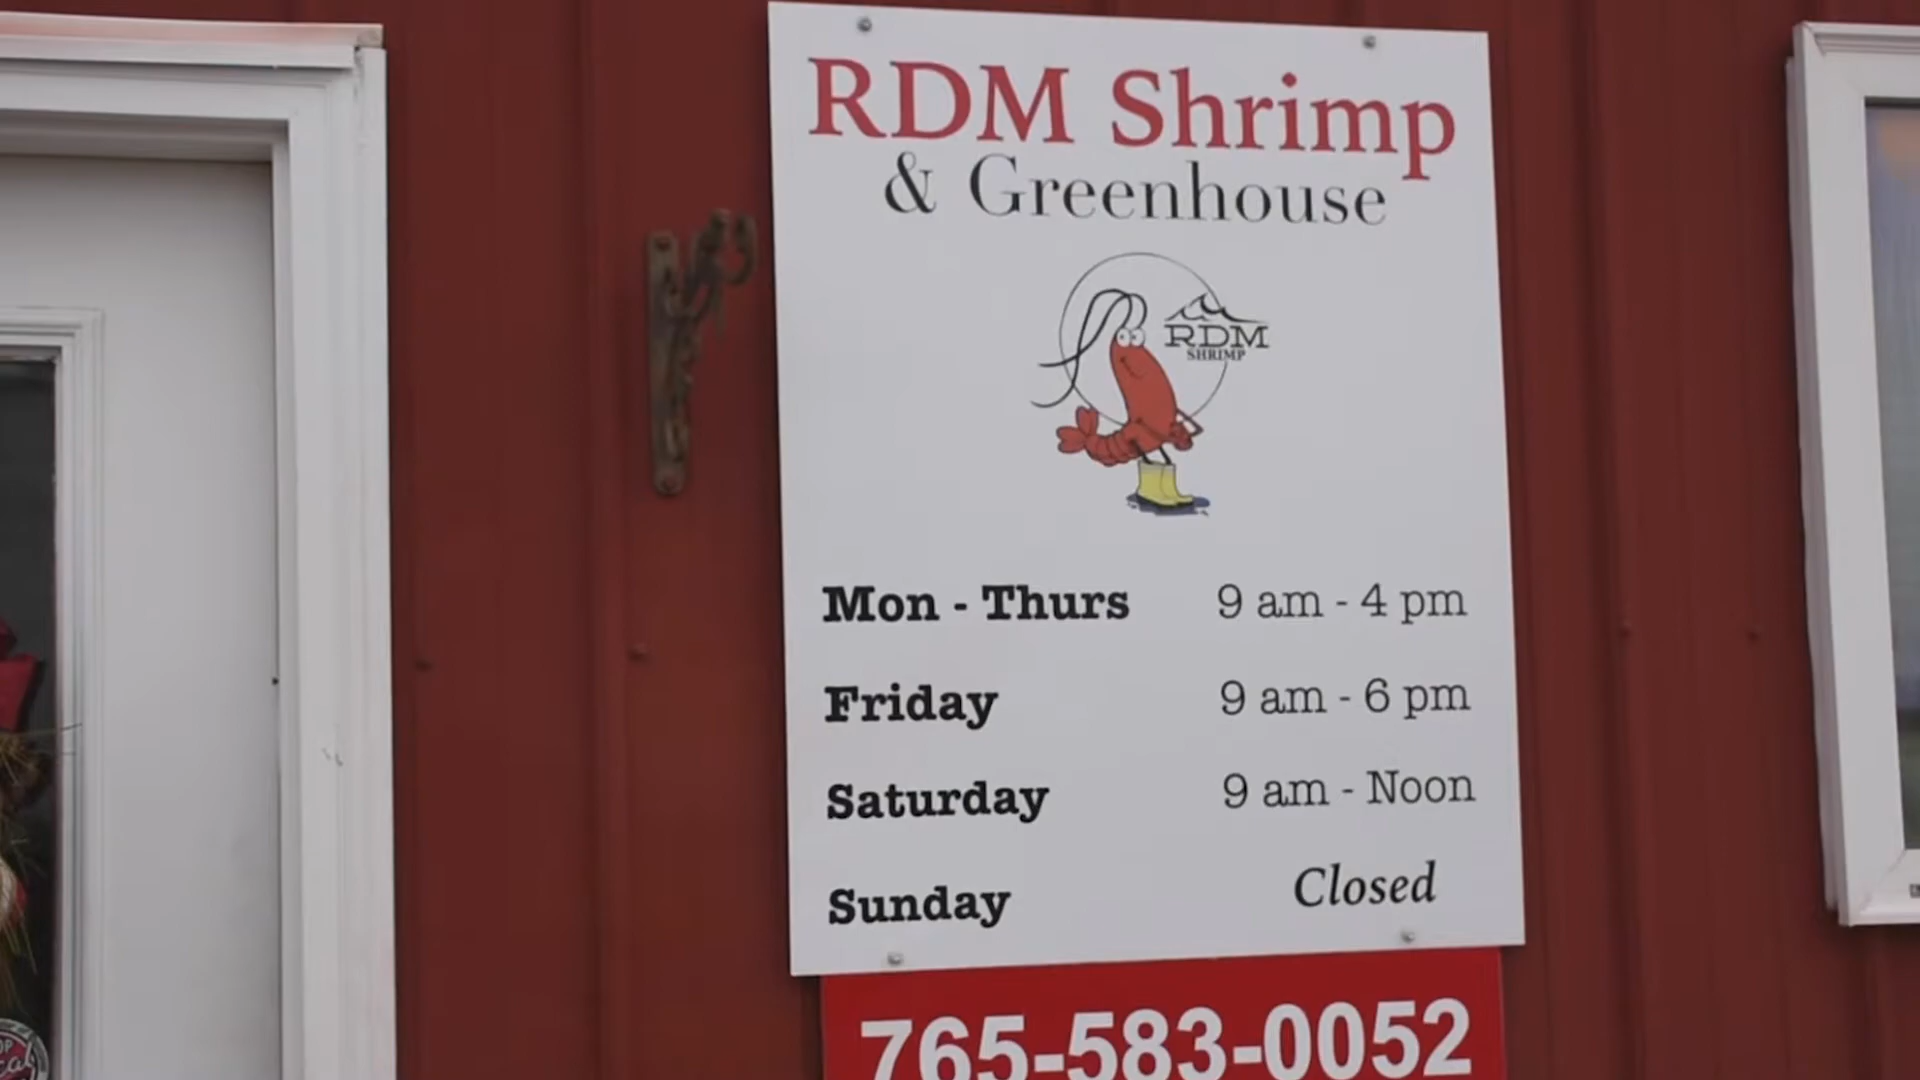 RDM Shrimp
& Greenhouse
RDM
SHRIMP
Mon - Thurs 9 am - 4 pm
Friday 9 am - 6 pm
Saturday 9 am - Noon
Sunday Closed
765-583-0052